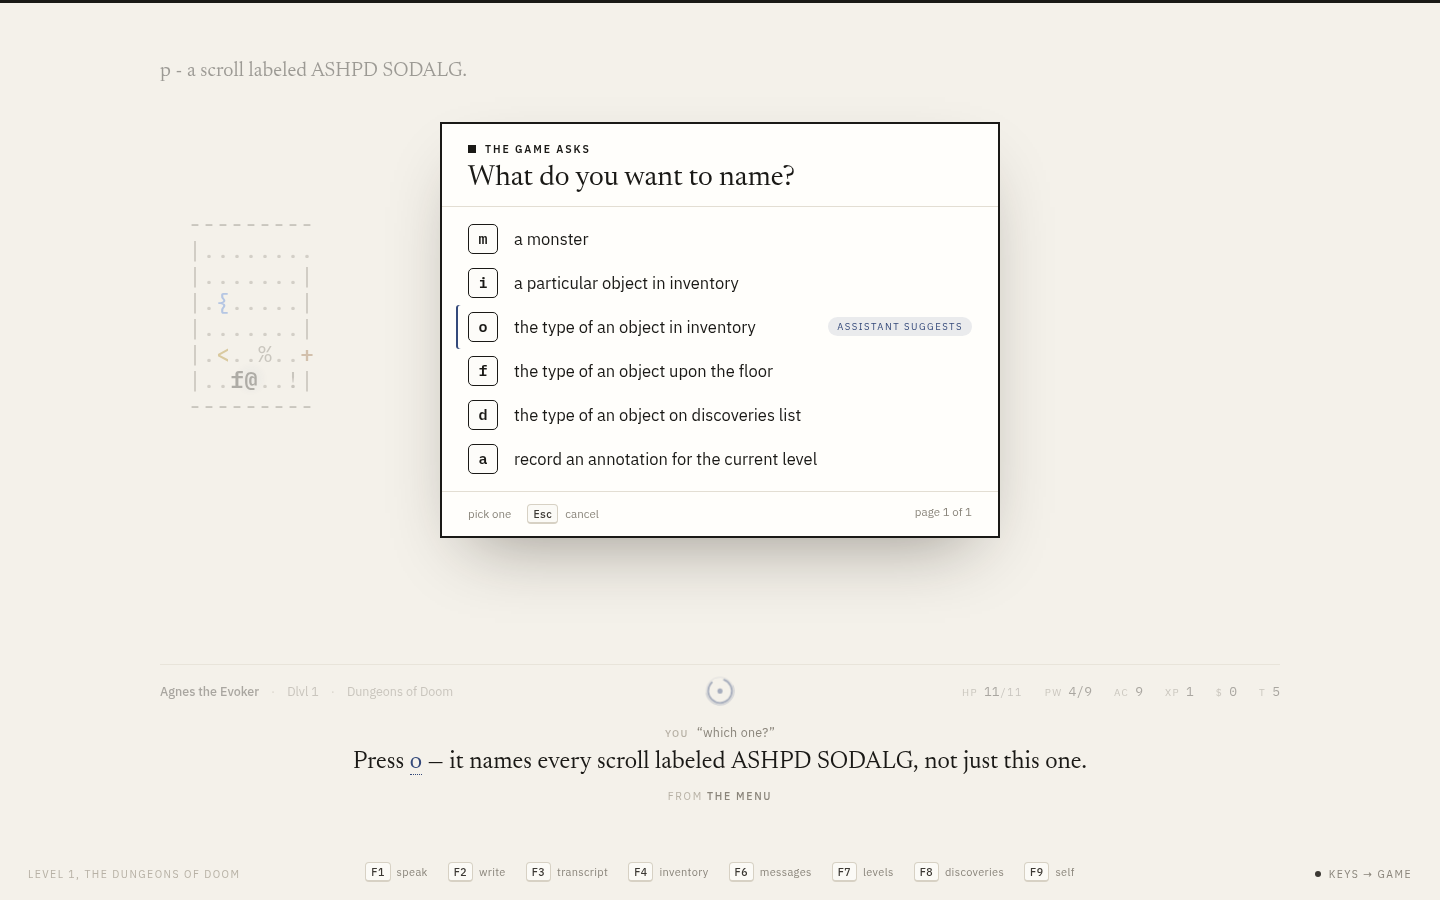 p - a scroll labeled ASHPD SODALG.
THE GAME ASKS
What do you want to name?
m a monster
i a particular object in inventory
o the type of an object in inventory ASSISTANT SUGGESTS
f the type of an object upon the floor
d the type of an object on discoveries list
a record an annotation for the current level
pick one Esc cancel page 1 of 1
- - - - - - - - -
|. . . . . . . .
|. . . . . . . |
|. { . . . . . |
|. . . . . . . |
|. < . . % . . +
|. . f@ . . ! |
- - - - - - - - -
Agnes the Evoker · Dlvl 1 · Dungeons of Doom HP 11/11 PW 4/9 AC 9 XP 1 $ 0 T 5
YOU “which one?”
Press o — it names every scroll labeled ASHPD SODALG, not just this one.
FROM THE MENU
LEVEL 1, THE DUNGEONS OF DOOM F1 speak F2 write F3 transcript F4 inventory F6 messages F7 levels F8 discoveries F9 self KEYS → GAME